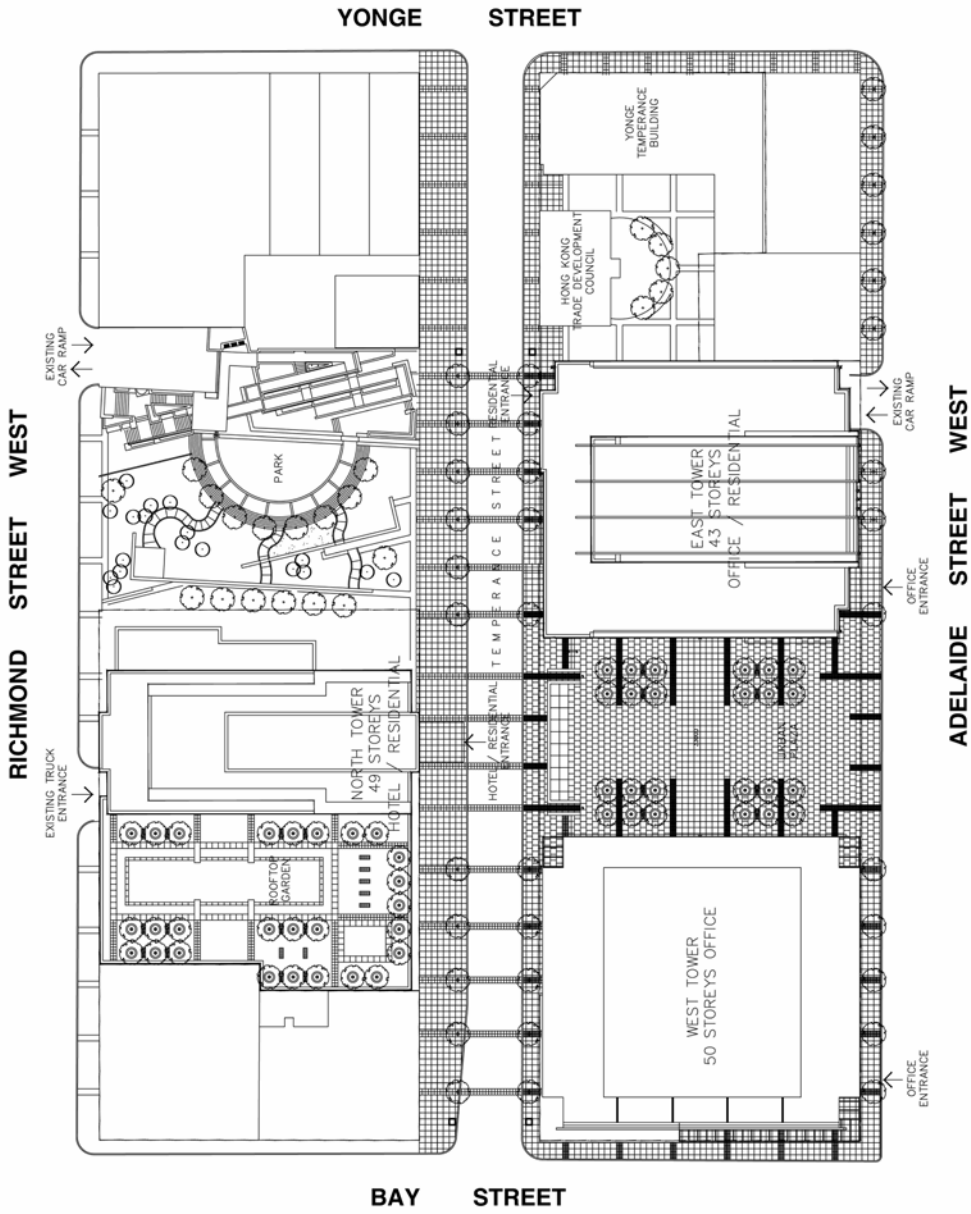 YONGE STREET
YONGE
TEMPERANCE
BUILDING
HONG KONG
TRADE DEVELOPMENT
COUNCIL
EXISTING
CAR RAMP
RESIDENTIAL
ENTRANCE
EXISTING
CAR RAMP
RICHMOND STREET WEST
PARK
TEMPERANCE STREET
EAST TOWER
43 STOREYS
OFFICE / RESIDENTIAL
ADELAIDE STREET WEST
OFFICE
ENTRANCE
NORTH TOWER
49 STOREYS
HOTEL / RESIDENTIAL
HOTEL / RESIDENTIAL
ENTRANCE
URBAN
PLAZA
EXISTING TRUCK
ENTRANCE
ROOFTOP
GARDEN
WEST TOWER
50 STOREYS OFFICE
OFFICE
ENTRANCE
BAY STREET